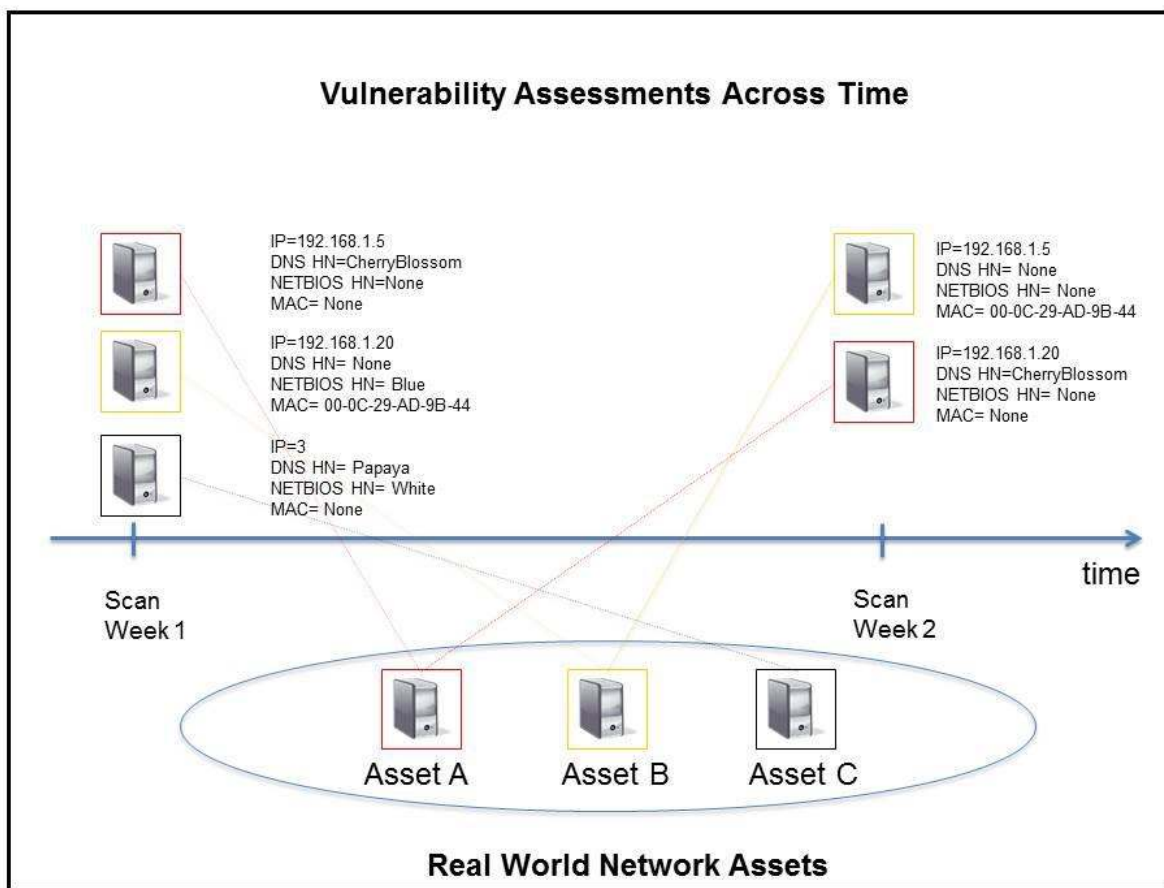 Vulnerability Assessments Across Time
IP=192.168.1.5
DNS HN=CherryBlossom
NETBIOS HN=None
MAC= None
IP=192.168.1.20
DNS HN= None
NETBIOS HN= Blue
MAC= 00-0C-29-AD-9B-44
IP=3
DNS HN= Papaya
NETBIOS HN= White
MAC= None
IP=192.168.1.5
DNS HN= None
NETBIOS HN= None
MAC= 00-0C-29-AD-9B-44
IP=192.168.1.20
DNS HN=CherryBlossom
NETBIOS HN= None
MAC= None
time
Scan
Week 1
Scan
Week 2
Asset A
Asset B
Asset C
Real World Network Assets